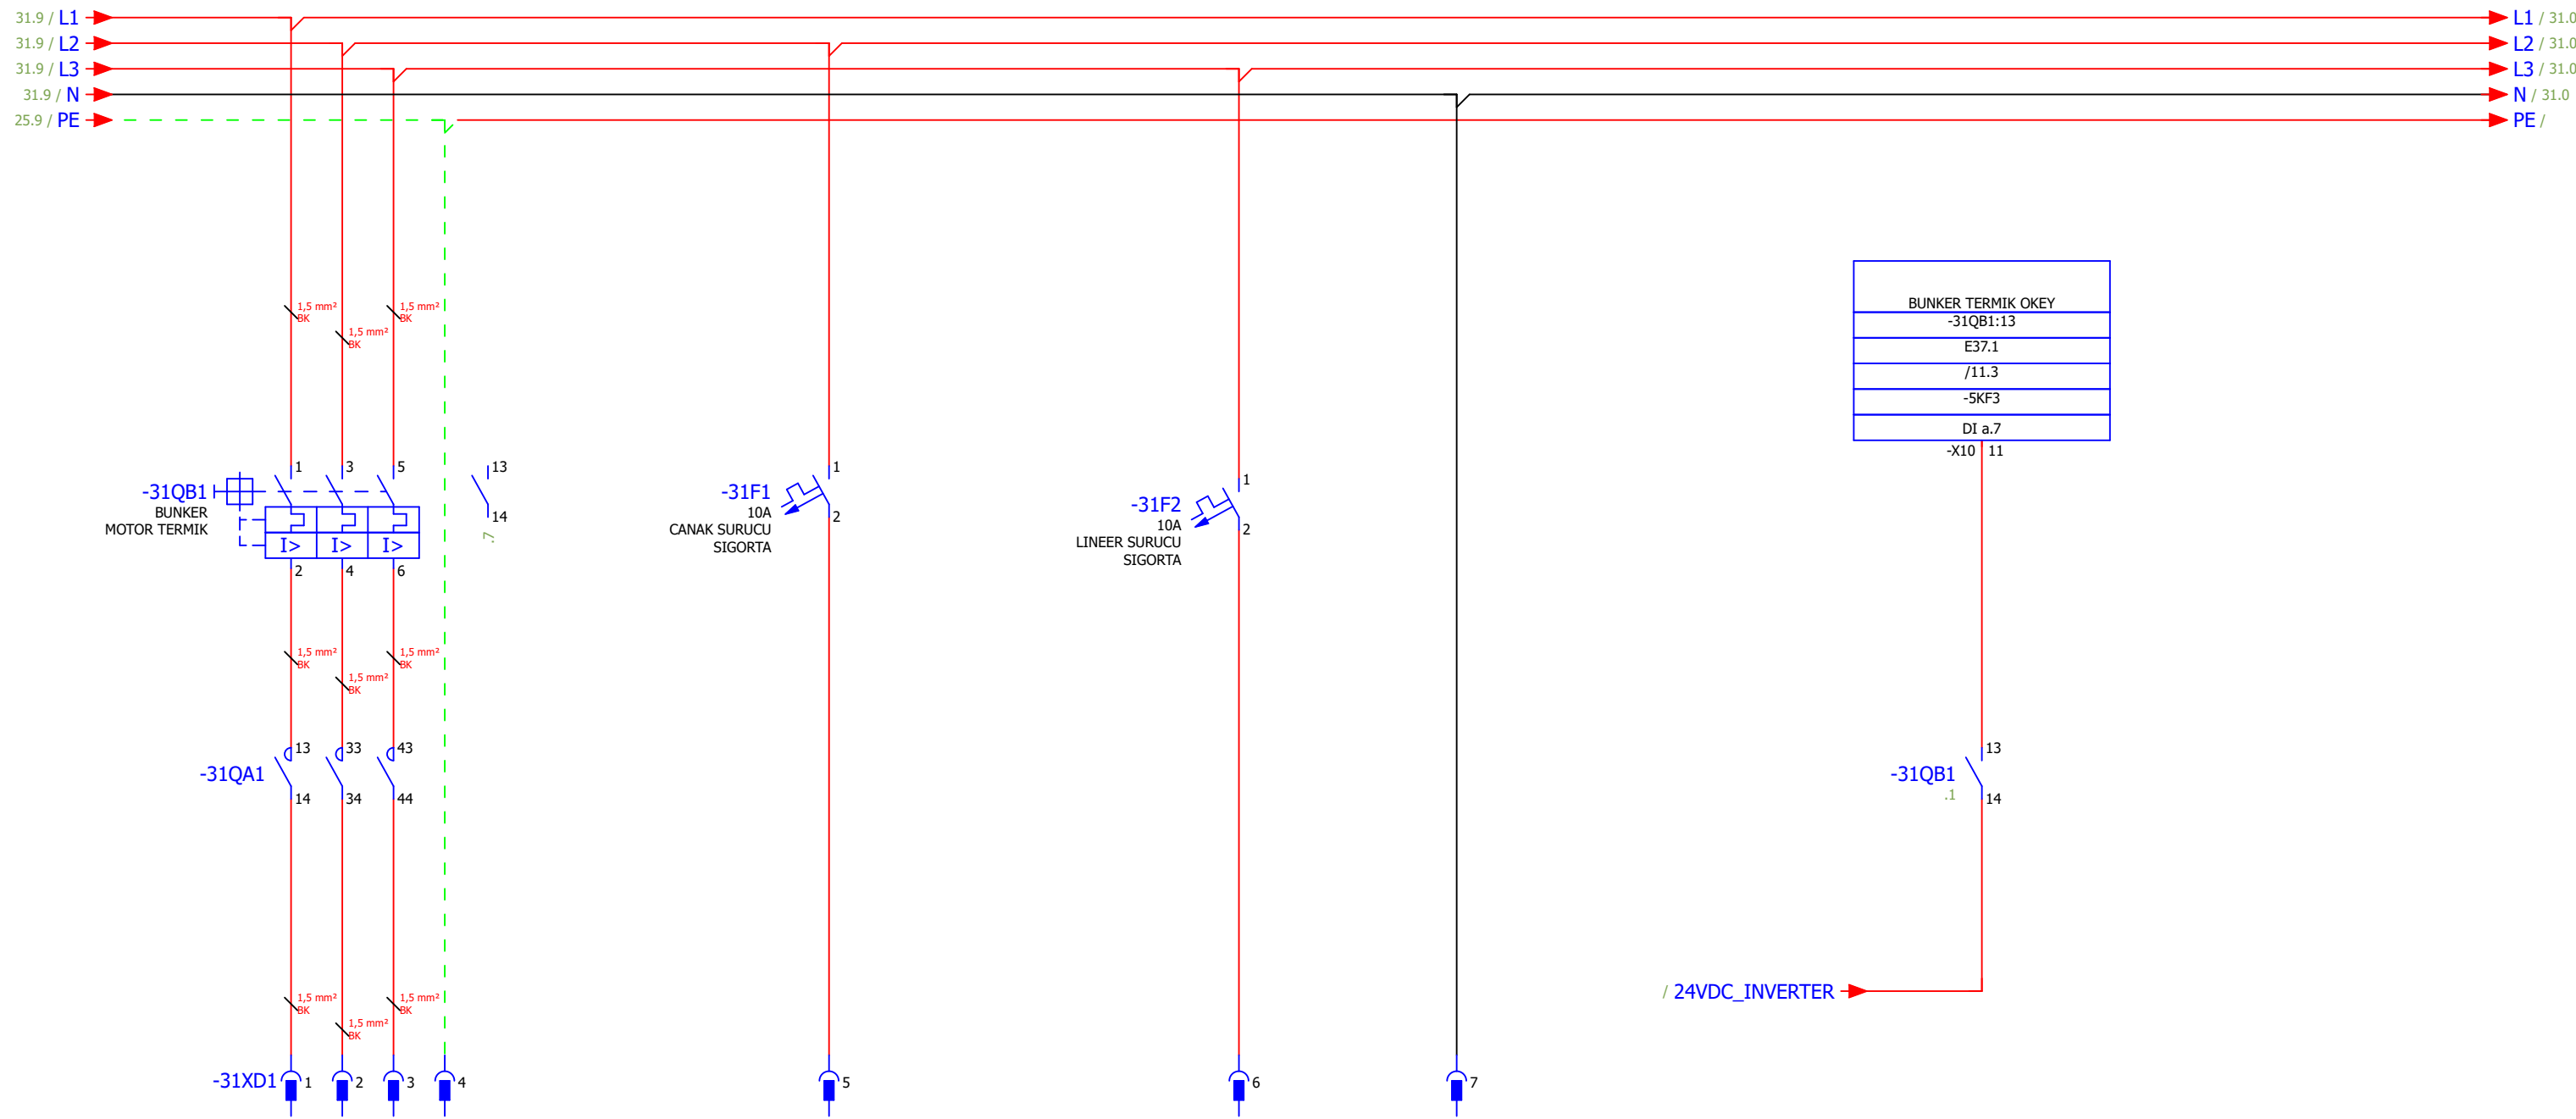 31.9 / L1
31.9 / L2
31.9 / L3
31.9 / N
25.9 / PE
L1 / 31.0
L2 / 31.0
L3 / 31.0
N / 31.0
PE /
1,5 mm²
BK
1,5 mm²
BK
1,5 mm²
BK
-31QB1
BUNKER
MOTOR TERMIK
1
3
5
13
14
.7
I>
I>
I>
2
4
6
-31F1
10A
CANAK SURUCU
SIGORTA
1
2
-31F2
10A
LINEER SURUCU
SIGORTA
1
2
BUNKER TERMIK OKEY
-31QB1:13
E37.1
/11.3
-5KF3
DI a.7
-X10 11
1,5 mm²
BK
1,5 mm²
BK
1,5 mm²
BK
-31QA1
13
33
43
14
34
44
-31QB1
.1
13
14
/ 24VDC_INVERTER
1,5 mm²
BK
1,5 mm²
BK
1,5 mm²
BK
-31XD1
1
2
3
4
5
6
7